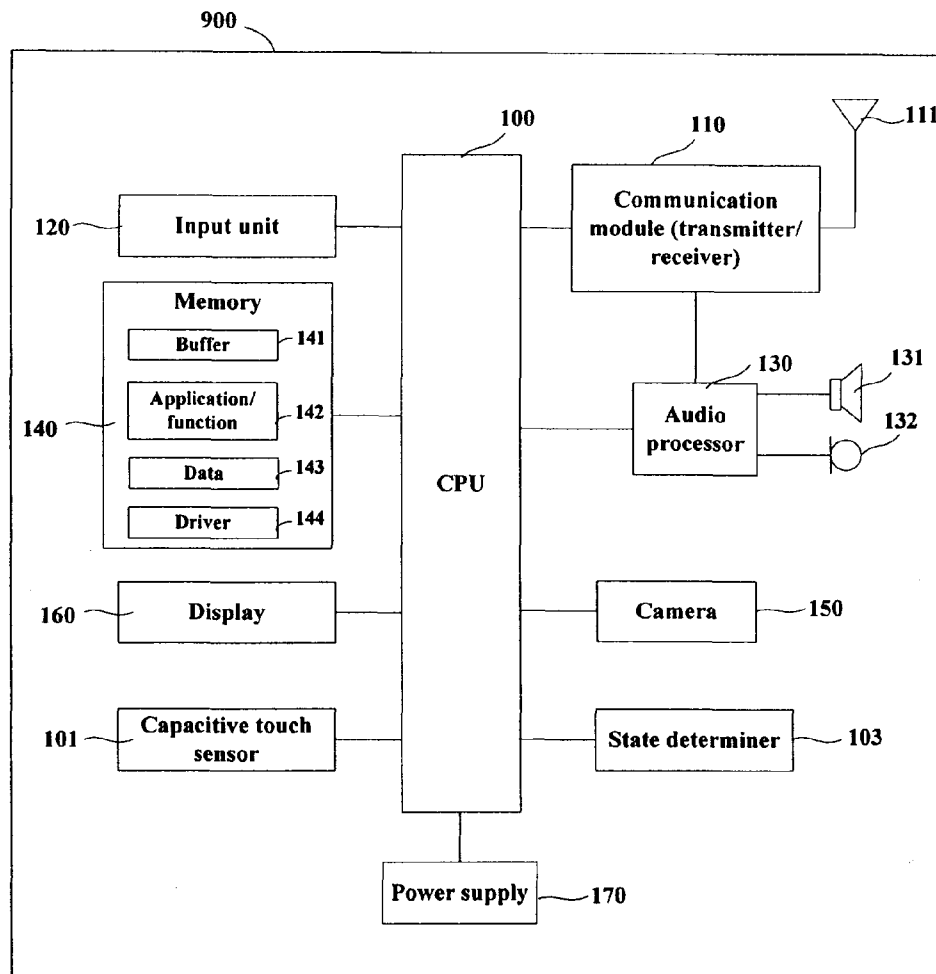 900
100
110
111
120
Input unit
Communication
module (transmitter/
receiver)
Memory
Buffer
141
Application/
function
142
140
Data
143
Driver
144
CPU
130
131
Audio
processor
132
160
Display
Camera
150
101
Capacitive touch
sensor
State determiner
103
Power supply
170